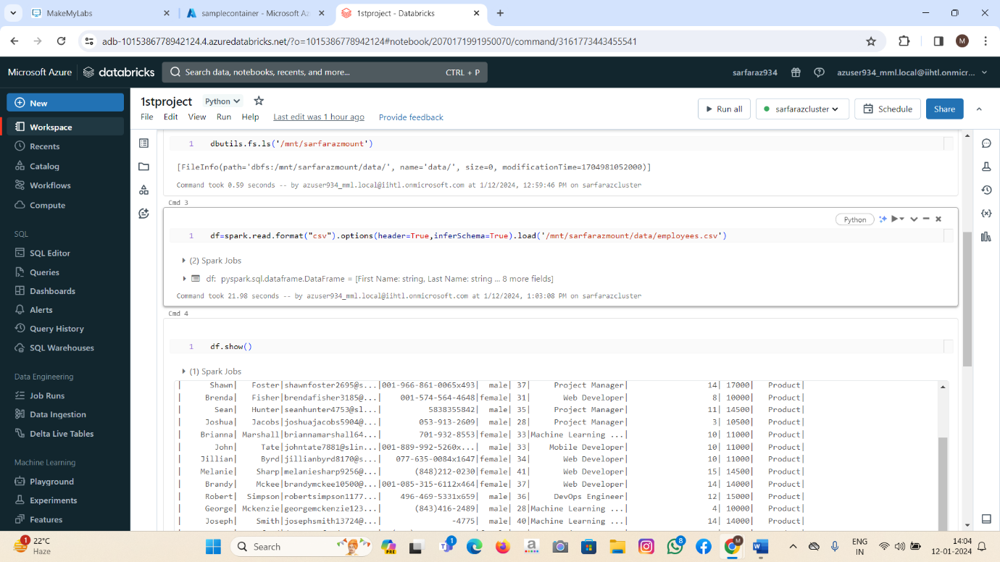 MakeMyLabs
samplecontainer - Microsoft Az
1stproject - Databricks
adb-1015386778942124.4.azuredatabricks.net/?o=1015386778942124#notebook/2070171991950070/command/3161773443455541
M
Microsoft Azure
databricks
Search data, notebooks, recents, and more...
CTRL + P
sarfaraz934
azuser934_mml.local@iihtl.onmicr...
New
Workspace
Recents
Catalog
Workflows
Compute
SQL
SQL Editor
Queries
Dashboards
Alerts
Query History
SQL Warehouses
Data Engineering
Job Runs
Data Ingestion
Delta Live Tables
Machine Learning
Playground
Experiments
Features
1stproject Python
File Edit View Run Help Last edit was 1 hour ago Provide feedback
Run all
sarfarazcluster
Schedule
Share
1 dbutils.fs.ls('/mnt/sarfarazmount')
[FileInfo(path='dbfs:/mnt/sarfarazmount/data/', name='data/', size=0, modificationTime=1704981052000)]
Command took 0.59 seconds -- by azuser934_mml.local@iihtl.onmicrosoft.com at 1/12/2024, 12:59:46 PM on sarfarazcluster
Cmd 3
Python
1 df=spark.read.format("csv").options(header=True,inferSchema=True).load('/mnt/sarfarazmount/data/employees.csv')
(2) Spark Jobs
df: pyspark.sql.dataframe.DataFrame = [First Name: string, Last Name: string ... 8 more fields]
Command took 21.98 seconds -- by azuser934_mml.local@iihtl.onmicrosoft.com at 1/12/2024, 1:03:08 PM on sarfarazcluster
Cmd 4
1 df.show()
(1) Spark Jobs
| Shawn| Foster|shawnfoster2695@s...|001-966-861-0065x493| male| 37| Project Manager| 14| 17000| Product|
| Brenda| Fisher|brendafisher3185@...| 001-574-564-4648|female| 31| Web Developer| 8| 10000| Product|
| Sean| Hunter|seanhunter4753@sl...| 5838355842| male| 35| Project Manager| 11| 14500| Product|
| Joshua| Jacobs|joshuajacobs5904@...| 053-913-2609| male| 28| Project Manager| 3| 10500| Product|
| Brianna| Marshall|briannamarshall64...| 701-932-8553|female| 33|Machine Learning ...| 10| 11000| Product|
| John| Tate|johntate7881@slin...|001-889-992-5260x...| male| 33| Mobile Developer| 10| 11000| Product|
| Jillian| Byrd|jillianbyrd8170@s...| 077-635-0084x1647|female| 34| Web Developer| 10| 11000| Product|
| Melanie| Sharp|melaniesharp9256@...| (848)212-0230|female| 41| Web Developer| 15| 14500| Product|
| Brandy| Mckee|brandymckee10500@...|001-085-315-6112x464|female| 37| Web Developer| 14| 14000| Product|
| Robert| Simpson|robertsimpson1177...| 496-469-5331x659| male| 36| DevOps Engineer| 12| 15000| Product|
| George| Mckenzie|georgemckenzie123...| (843)416-2489| male| 28|Machine Learning ...| 4| 10000| Product|
| Joseph| Smith|josephsmith13724@...| -4775| male| 40|Machine Learning ...| 14| 14000| Product|
1
22°C
Haze
Search
PRE
1
8
M
ENG
IN
14:04
12-01-2024